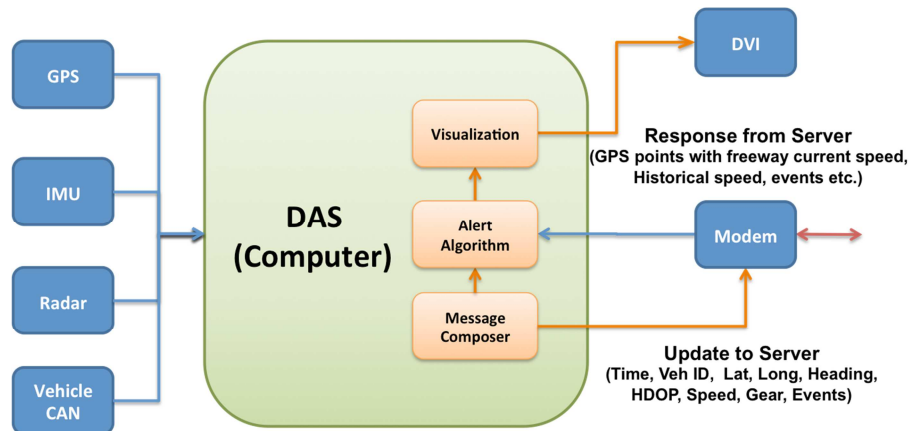 GPS
IMU
Radar
Vehicle
CAN
DAS
(Computer)
Visualization
Alert
Algorithm
Message
Composer
DVI
Response from Server
(GPS points with freeway current speed,
Historical speed, events etc.)
Modem
Update to Server
(Time, Veh ID, Lat, Long, Heading,
HDOP, Speed, Gear, Events)